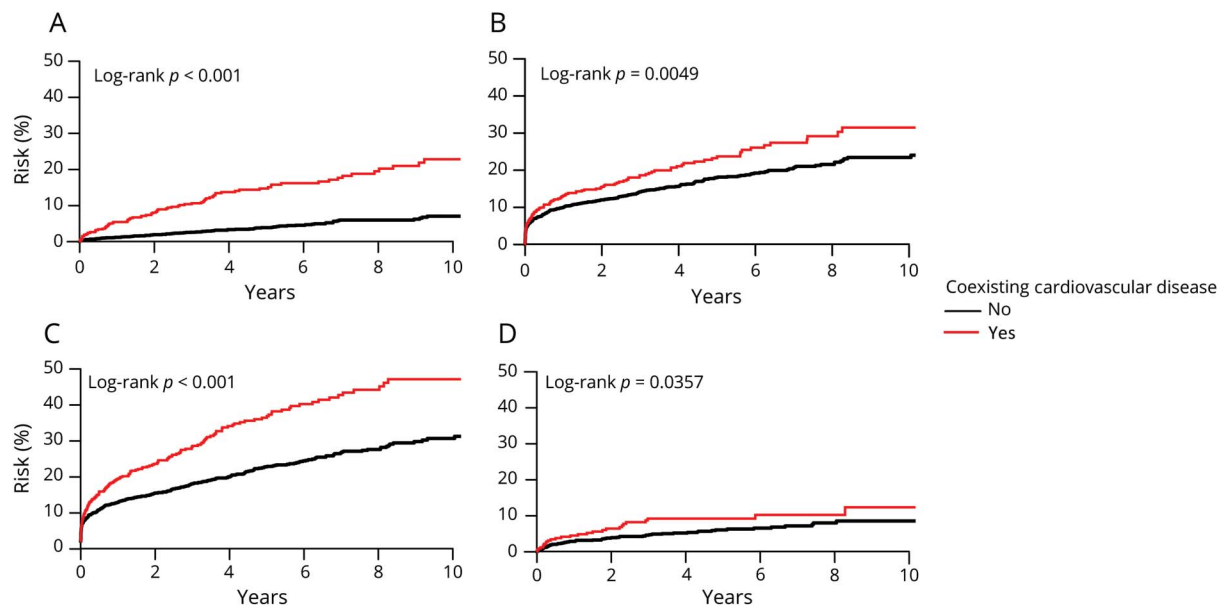 A
Log-rank p < 0.001
Risk (%)
50
40
30
20
10
0
0 2 4 6 8 10
Years
B
Log-rank p = 0.0049
50
40
30
20
10
0
0 2 4 6 8 10
Years
Coexisting cardiovascular disease
No
Yes
C
Log-rank p < 0.001
Risk (%)
50
40
30
20
10
0
0 2 4 6 8 10
Years
D
Log-rank p = 0.0357
50
40
30
20
10
0
0 2 4 6 8 10
Years